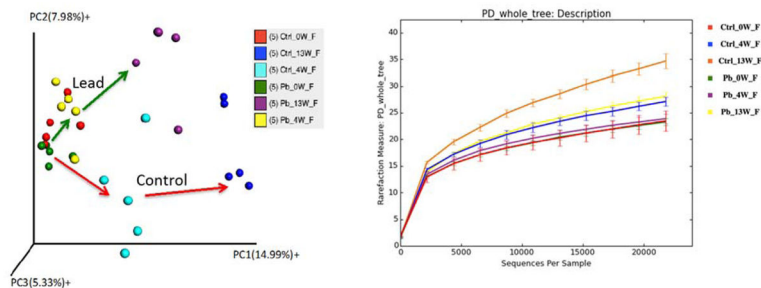 PC2(7.98%)+
Lead
Control
PC1(14.99%)+
PC3(5.33%)+
(5) Ctrl_0W_F
(5) Ctrl_13W_F
(5) Ctrl_4W_F
(5) Pb_0W_F
(5) Pb_13W_F
(5) Pb_4W_F
PD_whole_tree: Description
Rarefaction Measure: PD_whole_tree
40
35
30
25
20
15
10
5
0
0
5000
10000
15000
20000
Sequences Per Sample
Ctrl_0W_F
Ctrl_4W_F
Ctrl_13W_F
Pb_0W_F
Pb_4W_F
Pb_13W_F